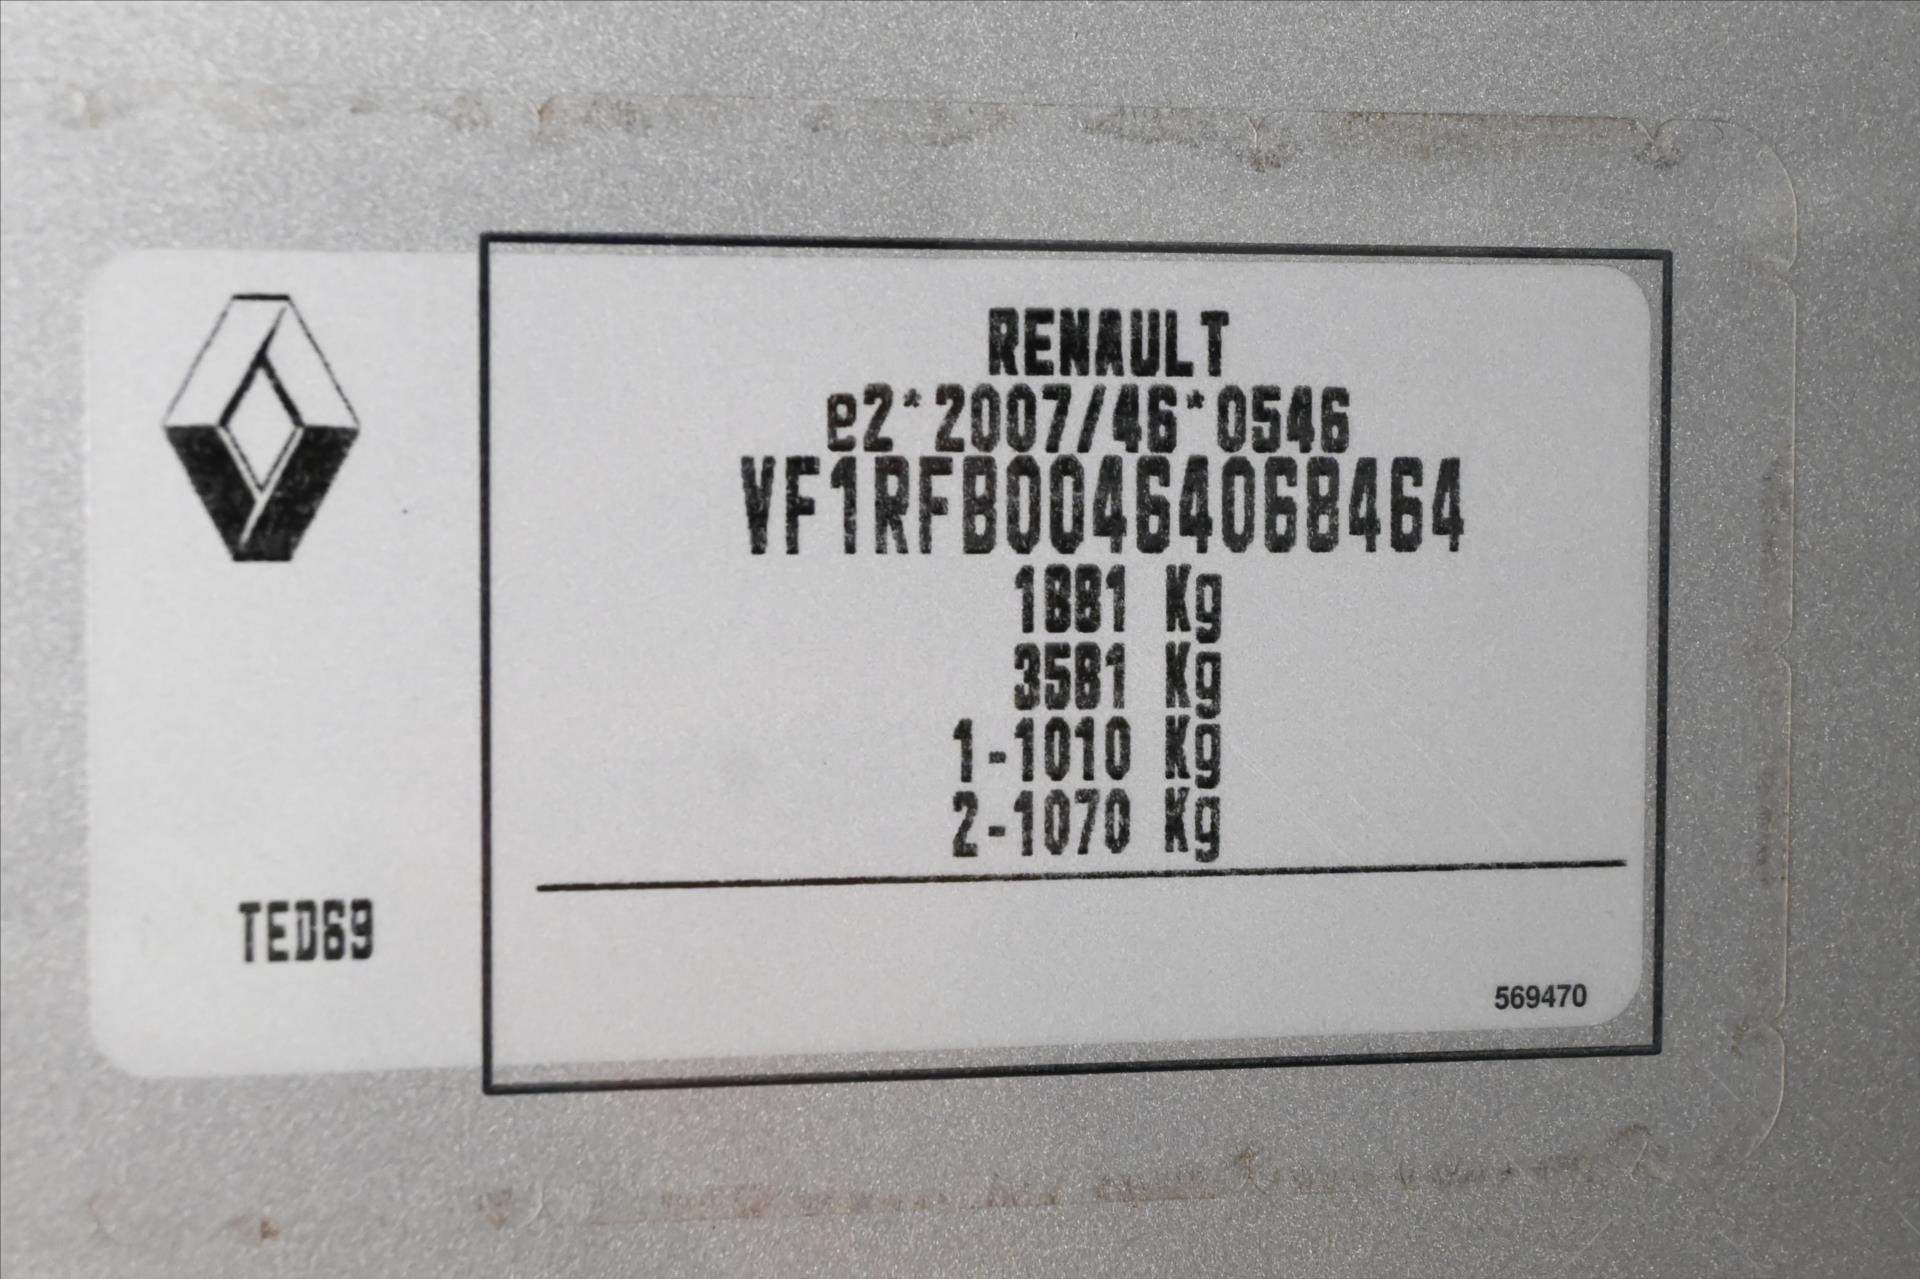 RENAULT
e2*2007/46*0546
VF1RFB00464068464
1881 Kg
3581 Kg
1-1010 Kg
2-1070 Kg
TED69
569470